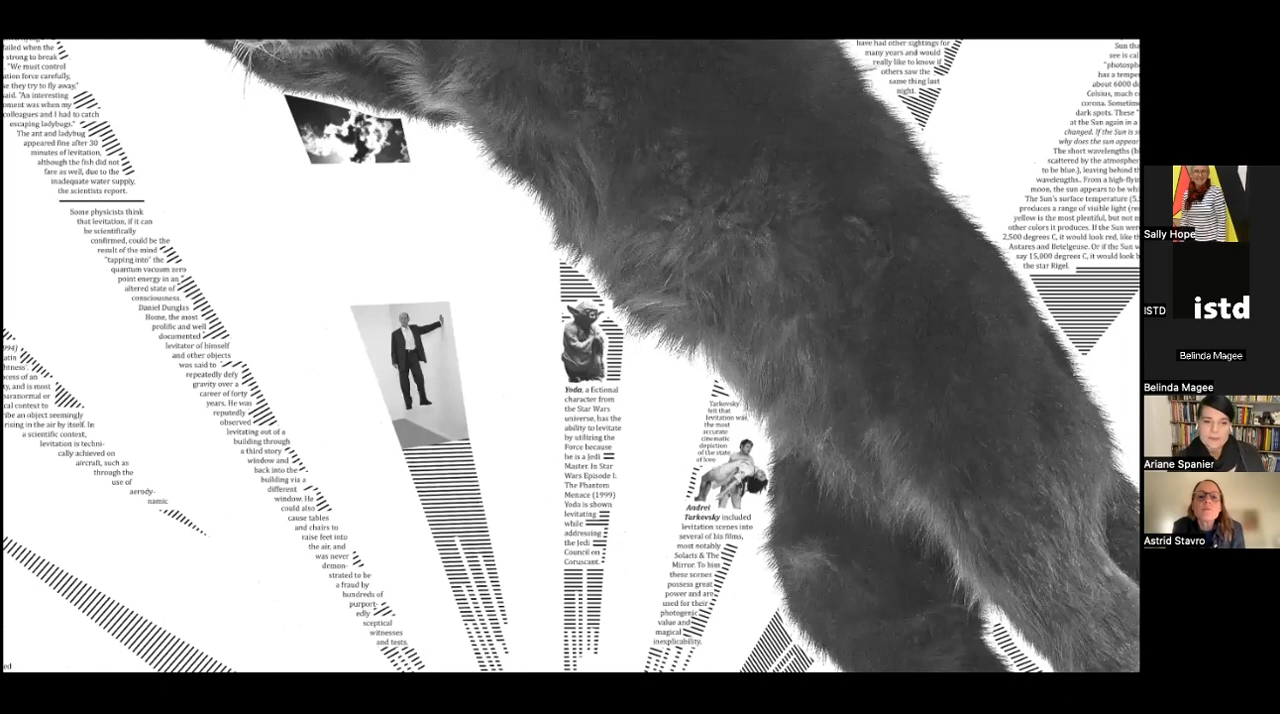 failed when the
strong to break
"We must control
ation force carefully,
se they try to fly away,"
said. "An interesting
oment was when my
colleagues and I had to catch
escaping ladybugs."
The ant and ladybug
appeared fine after 30
minutes of levitation,
although the fish did not
fare as well, due to the
inadequate water supply,
the scientists report.
Some physicists think
that levitation, if it can
be scientifically
confirmed, could be the
result of the mind
"tapping into" the
quantum vacuum zero
point energy in an
altered state of
consciousness.
Daniel Dunglas
Home, the most
prolific and well
documented
levitator of himself
and other objects
was said to
repeatedly defy
gravity over a
career of forty
years. He was
reputedly
observed
levitating out of a
building through
a third story
window and
back into the
building via a
different
window. He
could also
cause tables
and chairs to
raise feet into
the air, and
was never
demon-
strated to be
a fraud by
hundreds of
purport-
edly
sceptical
witnesses
and tests.
1994)
atin
htness".
ocess of an
ty, and is most
paranormal or
cal context to
ribe an object seemingly
rising in the air by itself. In
a scientific context,
levitation is techni-
cally achieved on
aircraft, such as
through the
use of
aerody-
namic
ed
Yoda, a fictional
character from
the Star Wars
universe, has the
ability to levitate
by utilizing the
Force because
he is a Jedi
Master. In Star
Wars Episode I:
The Phantom
Menace (1999)
Yoda is shown
levitating
while
addressing
the Jedi
Council on
Coruscant.
Tarkovsky
felt that
levitation was
the most
accurate
cinematic
depiction
of the state
of love
Andrei
Tarkovsky included
levitation scenes into
several of his films,
most notably
Solaris & The
Mirror. To him
these scenes
possess great
power and are
used for their
photogenic
value and
magical
inexplicability.
have had other sightings for
many years and would
really like to know if
others saw the
same thing last
night.
Sun tha
see is cal
"photosph
has a tempe
about 6000 de
Celsius, much c
corona. Sometime
dark spots. These "
at the Sun again in a
changed. If the Sun is s
why does the sun appear
The short wavelengths (b
scattered by the atmospher
to be blue.), leaving behind th
wavelengths. From a high-flyin
moon, the sun appears to be whi
The Sun's surface temperature (5,
produces a range of visible light (re
yellow is the most plentiful, but not m
other colors it produces. If the Sun were
2,500 degrees C, it would look red, like th
Antares and Betelgeuse. Or if the Sun w
say 15,000 degrees C, it would look b
the star Rigel.
Sally Hope
istd
ISTD
Belinda Magee
Belinda Magee
Ariane Spanier
Astrid Stavro